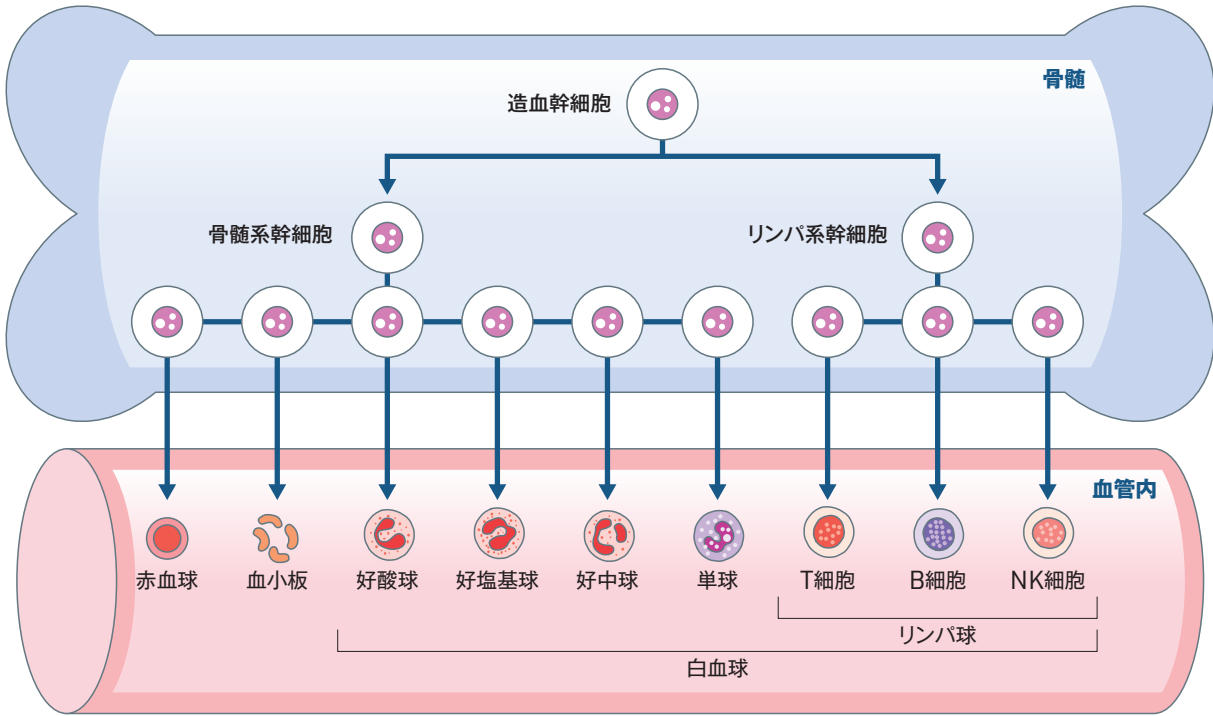 骨髄
造血幹細胞
骨髄系幹細胞
リンパ系幹細胞
血管内
赤血球
血小板
好酸球
好塩基球
好中球
単球
T細胞
B細胞
NK細胞
リンパ球
白血球